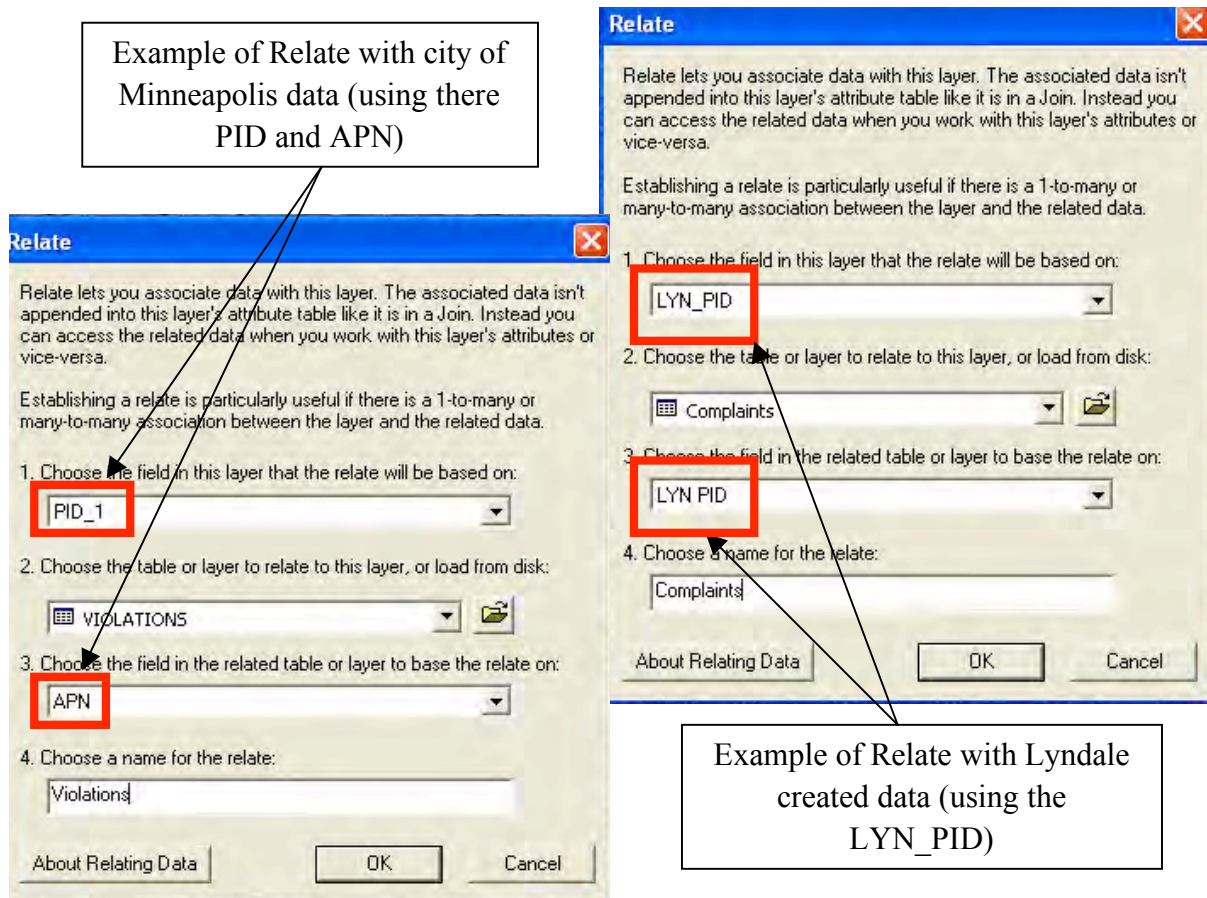 Example of Relate with city of
Minneapolis data (using there
PID and APN)
Relate
Relate lets you associate data with this layer. The associated data isn't
appended into this layer's attribute table like it is in a Join. Instead you
can access the related data when you work with this layer's attributes or
vice-versa.
Establishing a relate is particularly useful if there is a 1-to-many or
many-to-many association between the layer and the related data.
1. Choose the field in this layer that the relate will be based on:
PID_1
2. Choose the table or layer to relate to this layer, or load from disk:
VIOLATIONS
3. Choose the field in the related table or layer to base the relate on:
APN
4. Choose a name for the relate:
Violations
About Relating Data
OK
Cancel
Relate
Relate lets you associate data with this layer. The associated data isn't
appended into this layer's attribute table like it is in a Join. Instead you
can access the related data when you work with this layer's attributes or
vice-versa.
Establishing a relate is particularly useful if there is a 1-to-many or
many-to-many association between the layer and the related data.
1. Choose the field in this layer that the relate will be based on:
LYN_PID
2. Choose the table or layer to relate to this layer, or load from disk:
Complaints
3. Choose the field in the related table or layer to base the relate on:
LYN PID
4. Choose a name for the relate:
Complaints
About Relating Data
OK
Cancel
Example of Relate with Lyndale
created data (using the
LYN_PID)